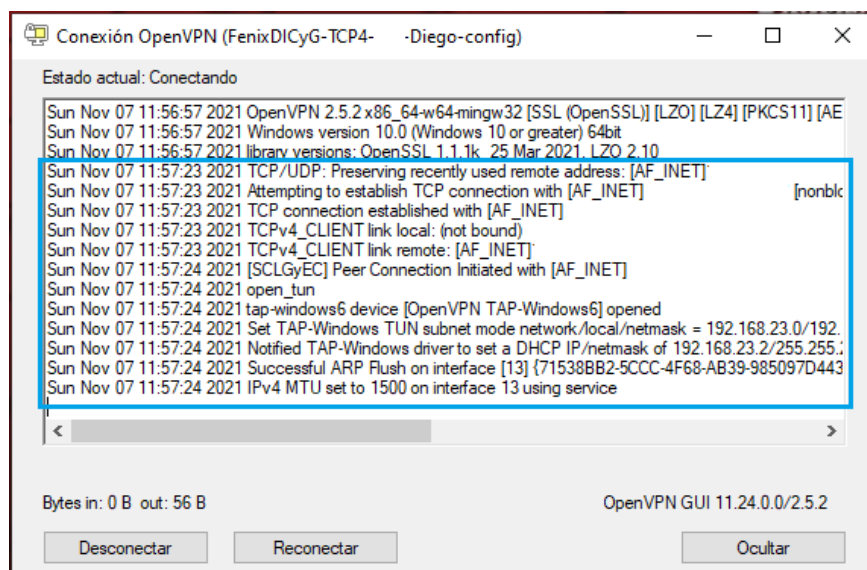 Conexión OpenVPN (FenixDICyG-TCP4- -Diego-config)
Estado actual: Conectando
Sun Nov 07 11:56:57 2021 OpenVPN 2.5.2 x86_64-w64-mingw32 [SSL (OpenSSL)] [LZO] [LZ4] [PKCS11] [AE
Sun Nov 07 11:56:57 2021 Windows version 10.0 (Windows 10 or greater) 64bit
Sun Nov 07 11:56:57 2021 library versions: OpenSSL 1.1.1k 25 Mar 2021, LZO 2.10
Sun Nov 07 11:57:23 2021 TCP/UDP: Preserving recently used remote address: [AF_INET]
Sun Nov 07 11:57:23 2021 Attempting to establish TCP connection with [AF_INET] [nonblc
Sun Nov 07 11:57:23 2021 TCP connection established with [AF_INET]
Sun Nov 07 11:57:23 2021 TCPv4_CLIENT link local: (not bound)
Sun Nov 07 11:57:23 2021 TCPv4_CLIENT link remote: [AF_INET]
Sun Nov 07 11:57:24 2021 [SCLGyEC] Peer Connection Initiated with [AF_INET]
Sun Nov 07 11:57:24 2021 open_tun
Sun Nov 07 11:57:24 2021 tap-windows6 device [OpenVPN TAP-Windows6] opened
Sun Nov 07 11:57:24 2021 Set TAP-Windows TUN subnet mode network/local/netmask = 192.168.23.0/192.
Sun Nov 07 11:57:24 2021 Notified TAP-Windows driver to set a DHCP IP/netmask of 192.168.23.2/255.255.
Sun Nov 07 11:57:24 2021 Successful ARP Flush on interface [13] {71538BB2-5CCC-4F68-AB39-985097D443
Sun Nov 07 11:57:24 2021 IPv4 MTU set to 1500 on interface 13 using service
Bytes in: 0 B out: 56 B
OpenVPN GUI 11.24.0.0/2.5.2
Desconectar
Reconectar
Ocultar